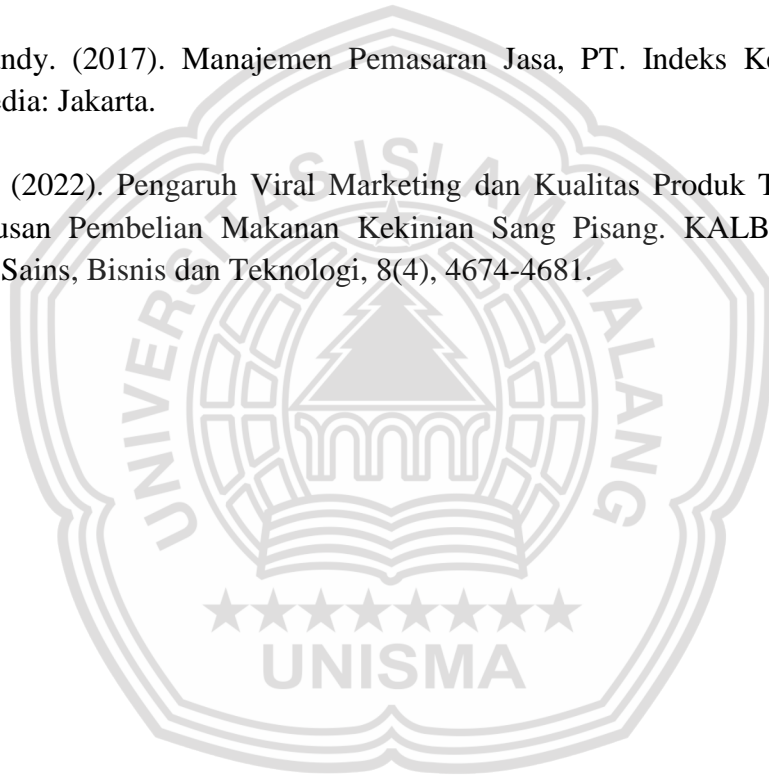 ndy. (2017). Manajemen Pemasaran Jasa, PT. Indeks
edia: Jakarta.
(2022). Pengaruh Viral Marketing dan Kualitas Produk
usan Pembelian Makanan Kekinian Sang Pisang. KALB
Sains, Bisnis dan Teknologi, 8(4), 4674-4681.
UNIVERSITAS ISLAM MALANG
UNISMA